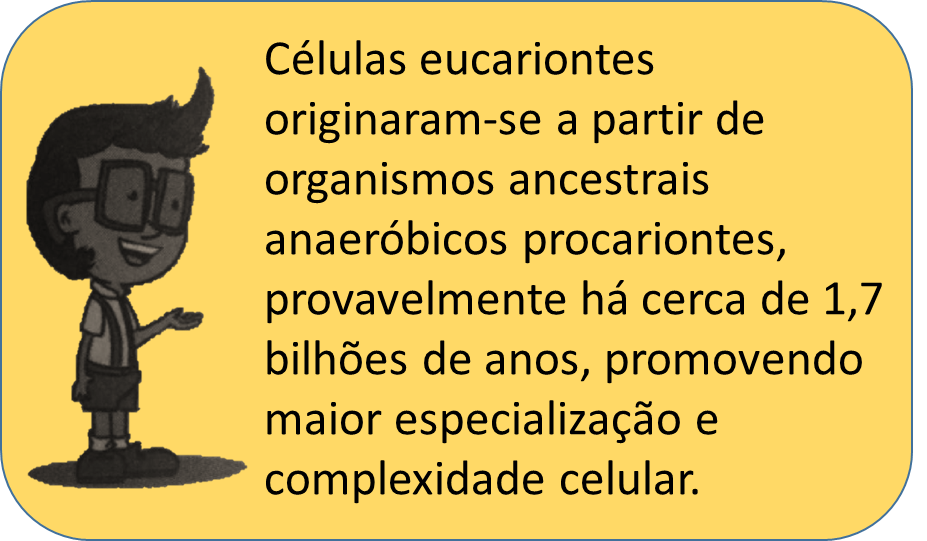 Células eucariontes
originaram-se a partir de
organismos ancestrais
anaeróbicos procariontes,
provavelmente há cerca de 1,7
bilhões de anos, promovendo
maior especialização e
complexidade celular.